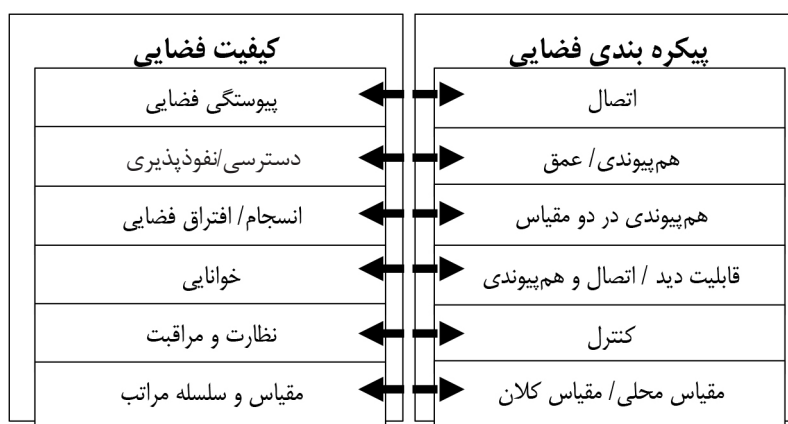 پیکره بندی فضایی
کیفیت فضایی
اتصال
پیوستگی فضایی
هم‌پیوندی/ عمق
دسترسی/نفوذپذیری
هم‌پیوندی در دو مقیاس
انسجام/ افتراق فضایی
قابلیت دید / اتصال و هم‌پیوندی
خوانایی
کنترل
نظارت و مراقبت
مقیاس محلی/ مقیاس کلان
مقیاس و سلسله مراتب